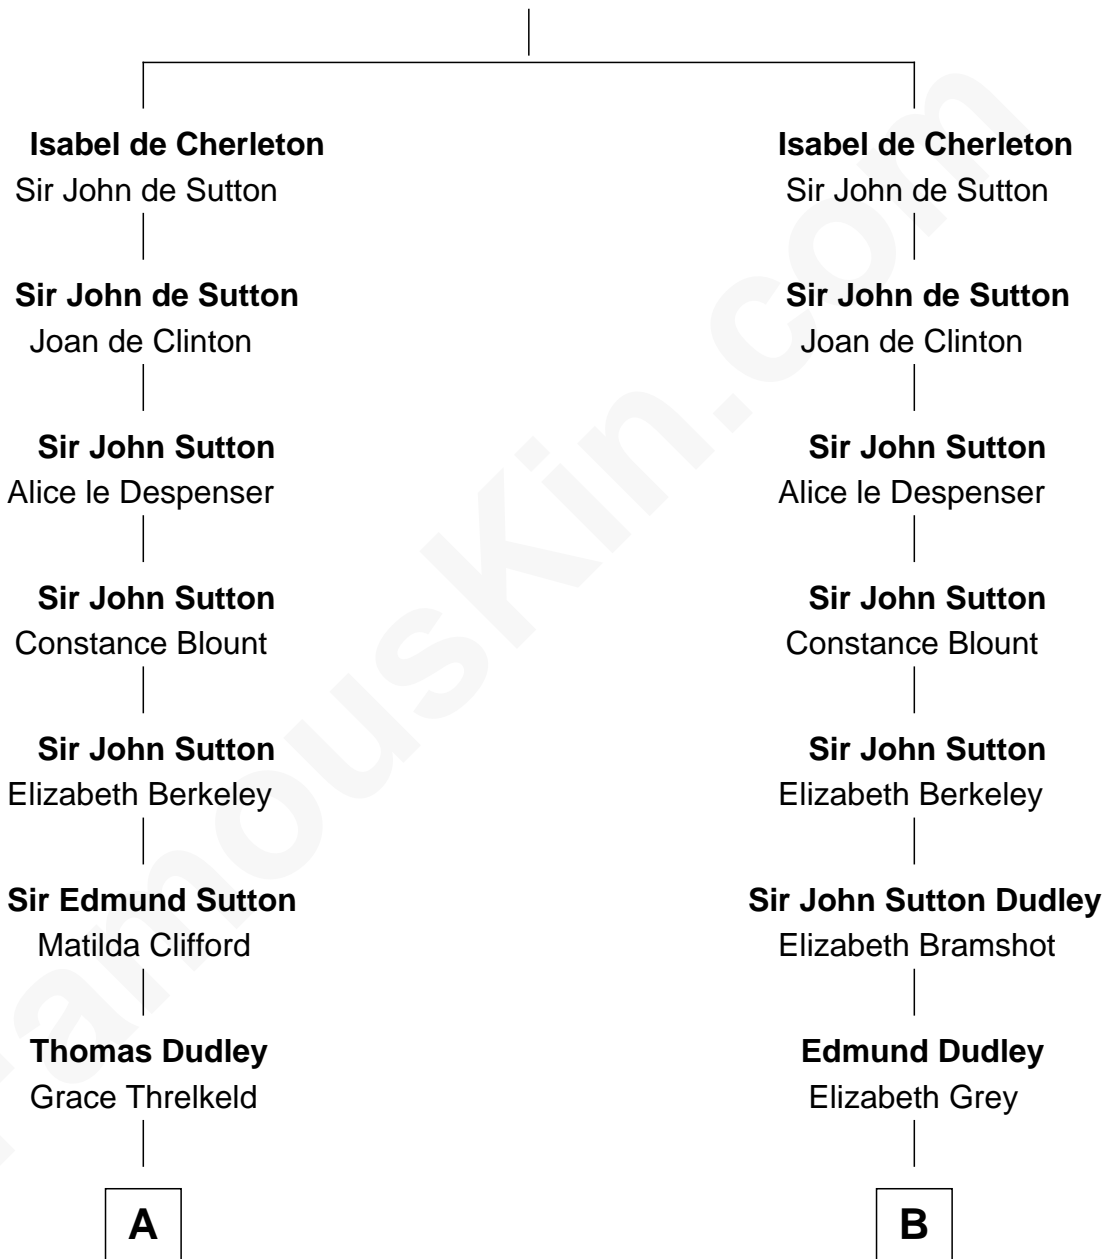 Isabel de Cherleton
Sir John de Sutton
Sir John de Sutton
Joan de Clinton
Sir John Sutton
Alice le Despenser
Sir John Sutton
Constance Blount
Sir John Sutton
Elizabeth Berkeley
Sir Edmund Sutton
Matilda Clifford
Thomas Dudley
Grace Threlkeld
A
Isabel de Cherleton
Sir John de Sutton
Sir John de Sutton
Joan de Clinton
Sir John Sutton
Alice le Despenser
Sir John Sutton
Constance Blount
Sir John Sutton
Elizabeth Berkeley
Sir John Sutton Dudley
Elizabeth Bramshot
Edmund Dudley
Elizabeth Grey
B
FamousKin.com